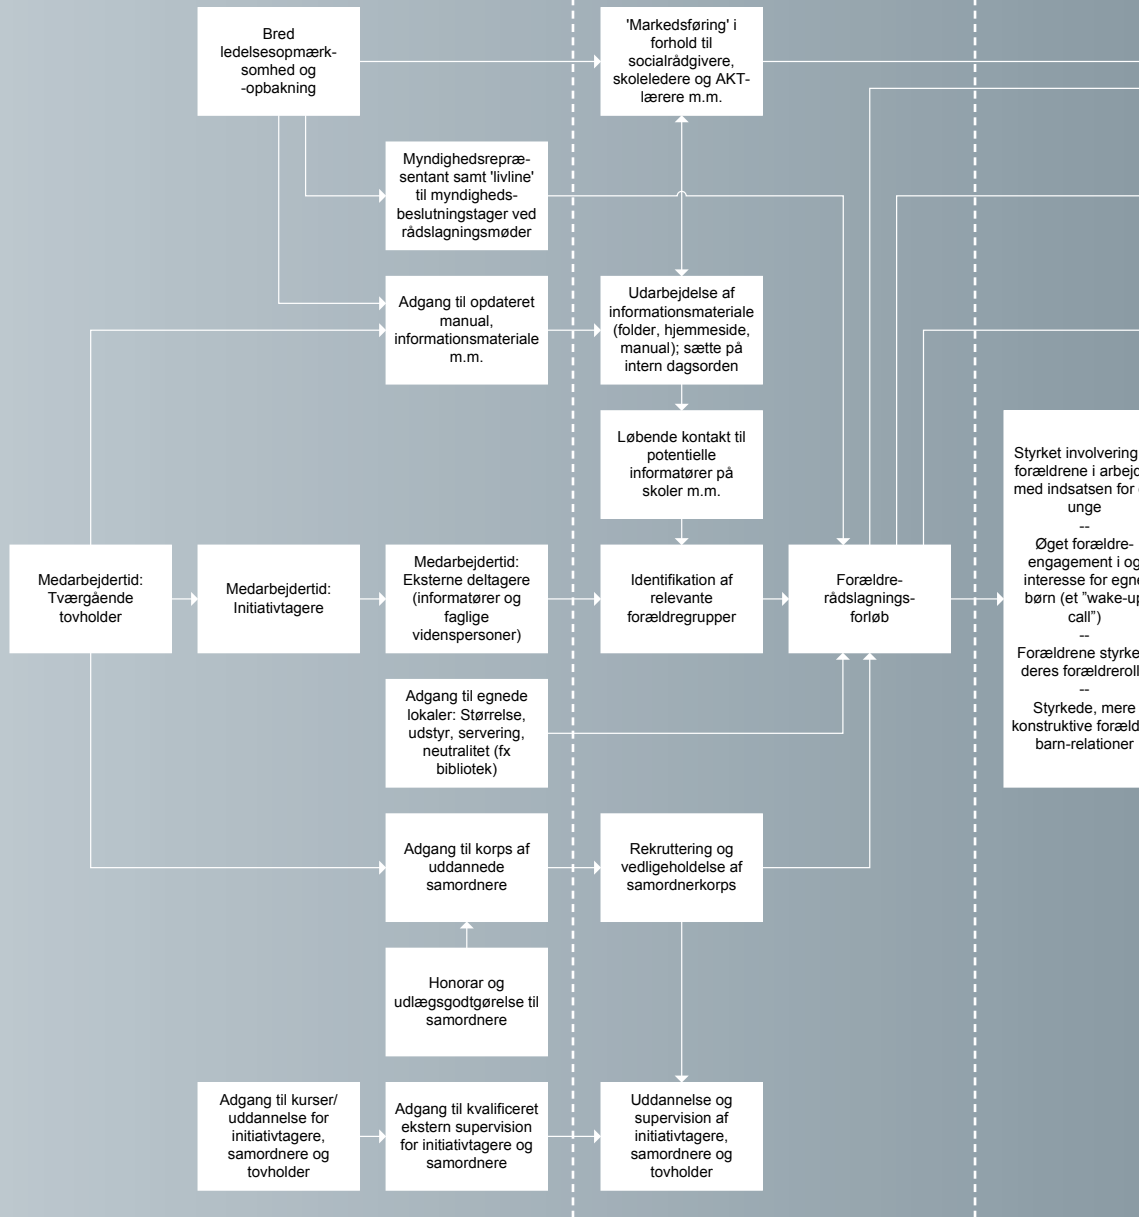 Bred
ledelsesopmærk-
somhed og
-opbakning
'Markedsføring' i
forhold til
socialrådgivere,
skoleledere og AKT-
lærere m.m.
Myndighedsrepræ-
sentant samt 'livline'
til myndigheds-
beslutningstager ved
rådslagningsmøder
Adgang til opdateret
manual,
informationsmateriale
m.m.
Udarbejdelse af
informationsmateriale
(folder, hjemmeside,
manual); sætte på
intern dagsorden
Løbende kontakt til
potentielle
informatører på
skoler m.m.
Medarbejdertid:
Tværgående
tovholder
Medarbejdertid:
Initiativtagere
Medarbejdertid:
Eksterne deltagere
(informatører og
faglige
videnspersoner)
Identifikation af
relevante
forældregrupper
Forældre-
rådslagnings-
forløb
Styrket involvering
forældrene i
med indsatsen for
unge
--
Øget forældre-
engagement i og
interesse for
børn (et "wake-up
call")
--
Forældrene
deres
--
Styrkede, mere
konstruktive
barn-relationer
Adgang til egnede
lokaler: Størrelse,
udstyr, servering,
neutralitet (fx
bibliotek)
Adgang til korps af
uddannede
samordnere
Rekruttering og
vedligeholdelse af
samordnerkorps
Honorar og
udlægsgodtgørelse til
samordnere
Adgang til kurser/
uddannelse for
initiativtagere,
samordnere og
tovholder
Adgang til kvalificeret
ekstern supervision
for initiativtagere og
samordnere
Uddannelse og
supervision af
initiativtagere,
samordnere og
tovholder